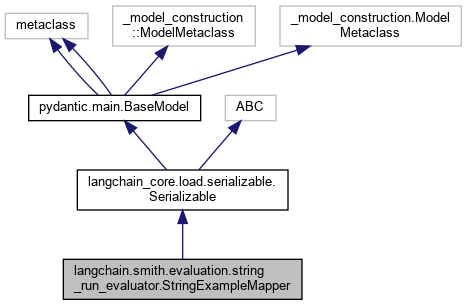 metaclass
_model_construction
::ModelMetaclass
_model_construction.Model
Metaclass
pydantic.main.BaseModel
ABC
langchain_core.load.serializable.
Serializable
langchain.smith.evaluation.string
_run_evaluator.StringExampleMapper